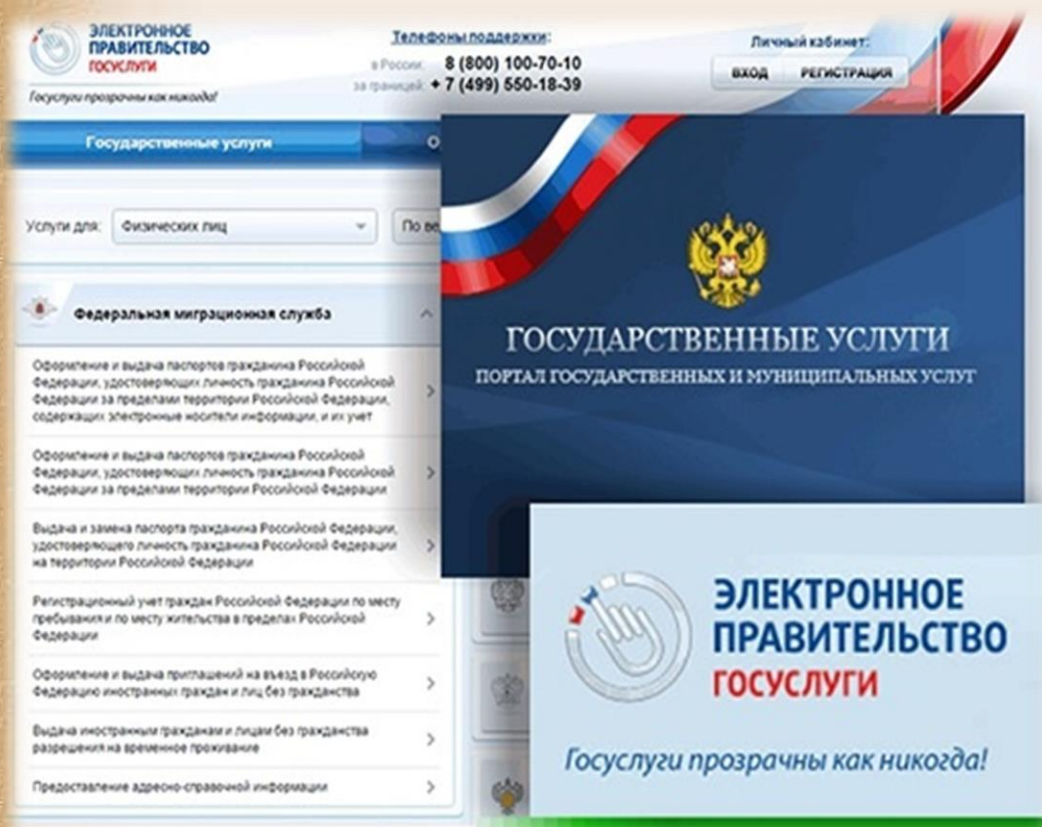 ЭЛЕКТРОННОЕ
ПРАВИТЕЛЬСТВО
ГОСУСЛУГИ
Госуслуги прозрачны как никогда!
Телефоны поддержки:
в России: 8 (800) 100-70-10
за границей: + 7 (499) 550-18-39
Личный кабинет:
ВХОД РЕГИСТРАЦИЯ
Государственные услуги
О
Услуги для: Физических лиц
По ве
Федеральная миграционная служба
Оформление и выдача паспортов гражданина Российской
Федерации, удостоверяющих личность гражданина Российской
Федерации за пределами территории Российской Федерации,
содержащих электронные носители информации, и их учет
Оформление и выдача паспортов гражданина Российской
Федерации, удостоверяющих личность гражданина Российской
Федерации за пределами территории Российской Федерации
Выдача и замена паспорта гражданина Российской Федерации,
удостоверяющего личность гражданина Российской Федерации
на территории Российской Федерации
Регистрационный учет граждан Российской Федерации по месту
пребывания и по месту жительства в пределах Российской
Федерации
Оформление и выдача приглашений на въезд в Российскую
Федерацию иностранных граждан и лиц без гражданства
Выдача иностранным гражданам и лицам без гражданства
разрешения на временное проживание
Предоставление адресно-справочной информации
ГОСУДАРСТВЕННЫЕ УСЛУГИ
ПОРТАЛ ГОСУДАРСТВЕННЫХ И МУНИЦИПАЛЬНЫХ УСЛУГ
ЭЛЕКТРОННОЕ
ПРАВИТЕЛЬСТВО
ГОСУСЛУГИ
Госуслуги прозрачны как никогда!